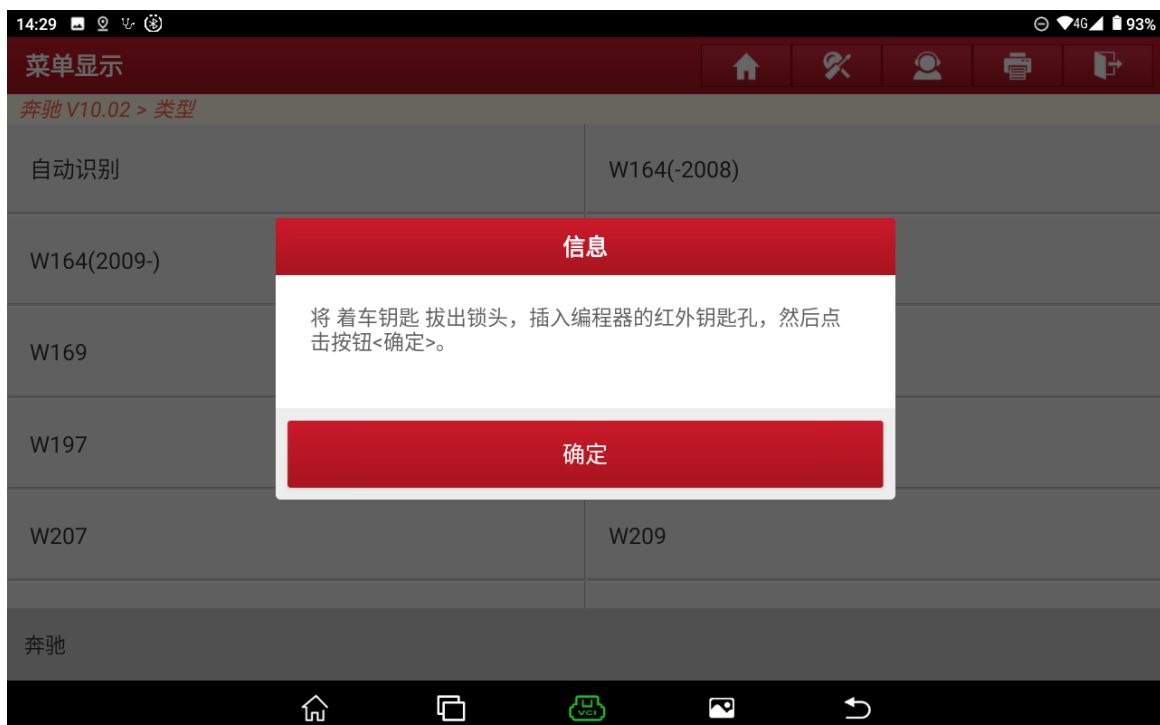 14:29
4G 93%
菜单显示
奔驰 V10.02 > 类型
自动识别
W164(-2008)
W164(2009-)
信息
将 着车钥匙 拔出锁头，插入编程器的红外钥匙孔，然后点
击按钮<确定>。
W169
W197
确定
W207
W209
奔驰
VCI